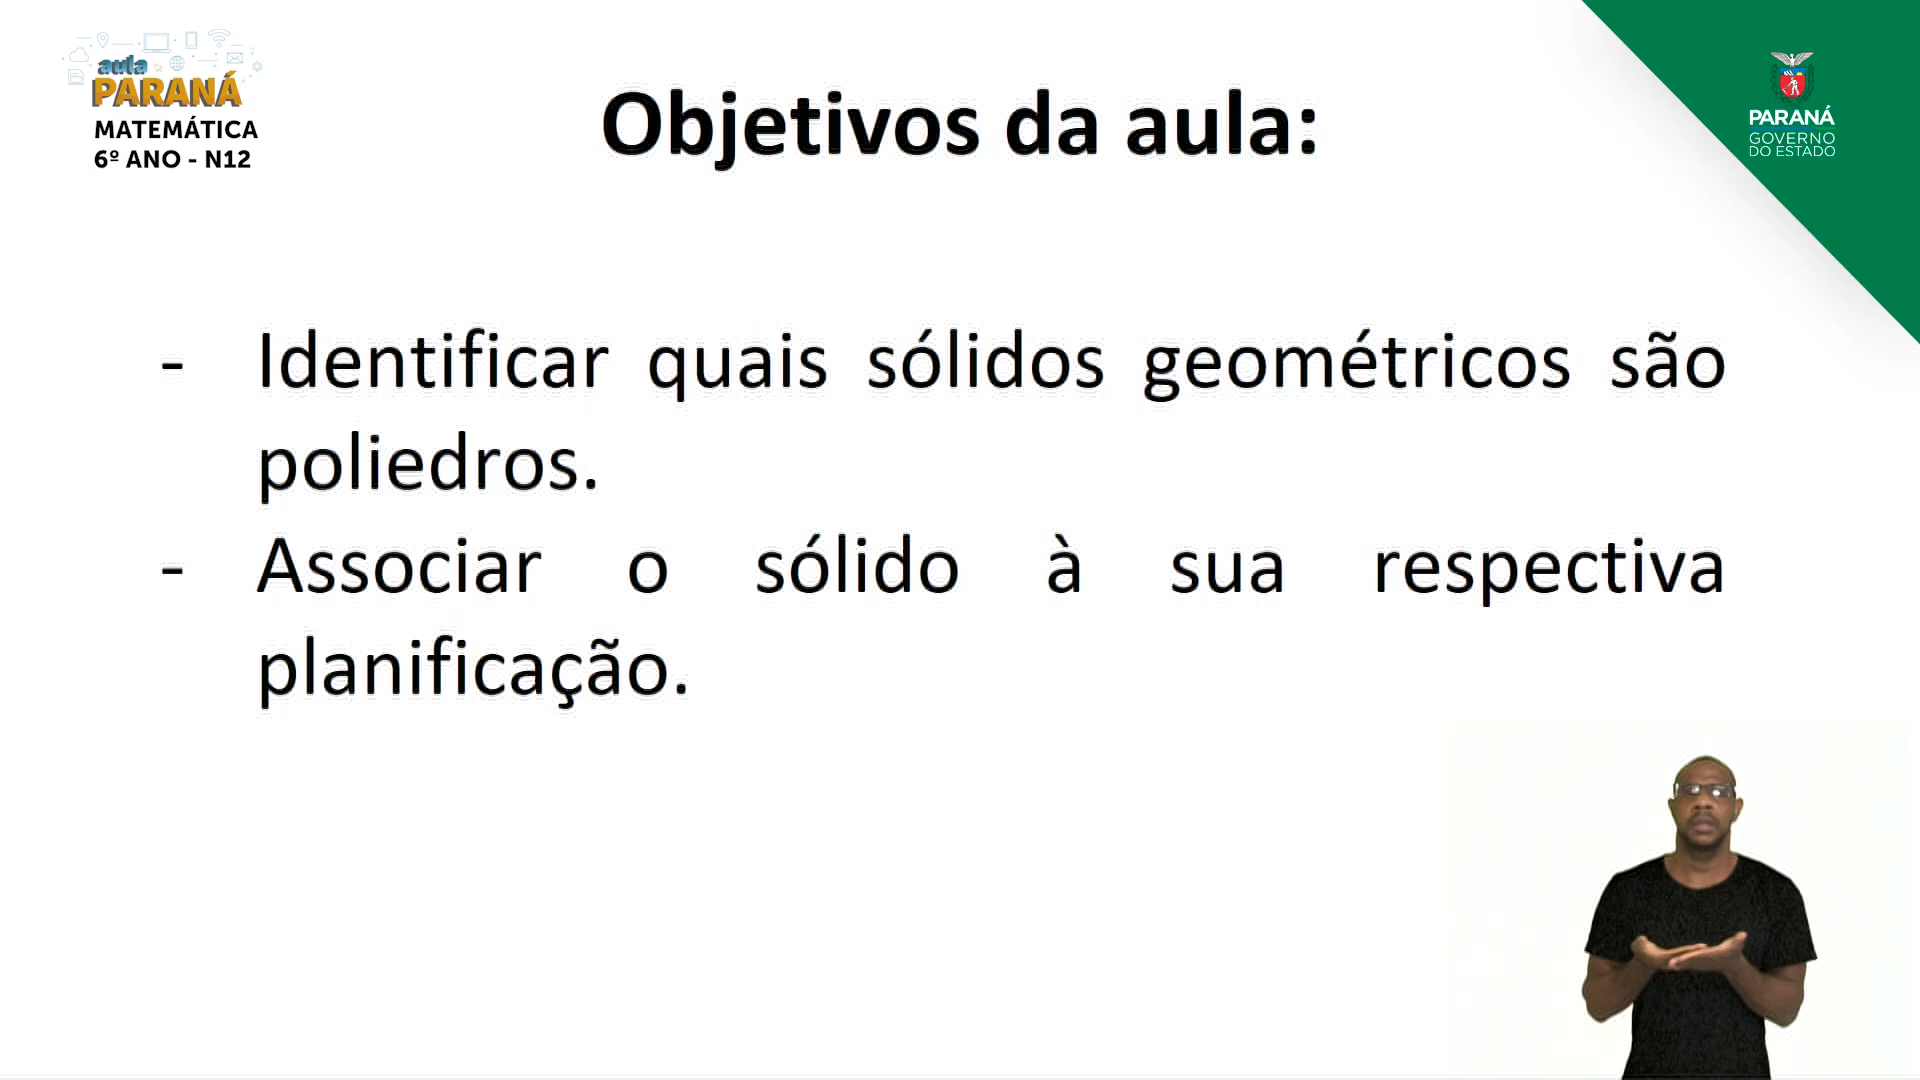 aula
PARANÁ
MATEMÁTICA
6º ANO - N12
Objetivos da aula:
PARANÁ
GOVERNO
DO ESTADO
- Identificar quais sólidos geométricos são
poliedros.
- Associar o sólido à sua respectiva
planificação.